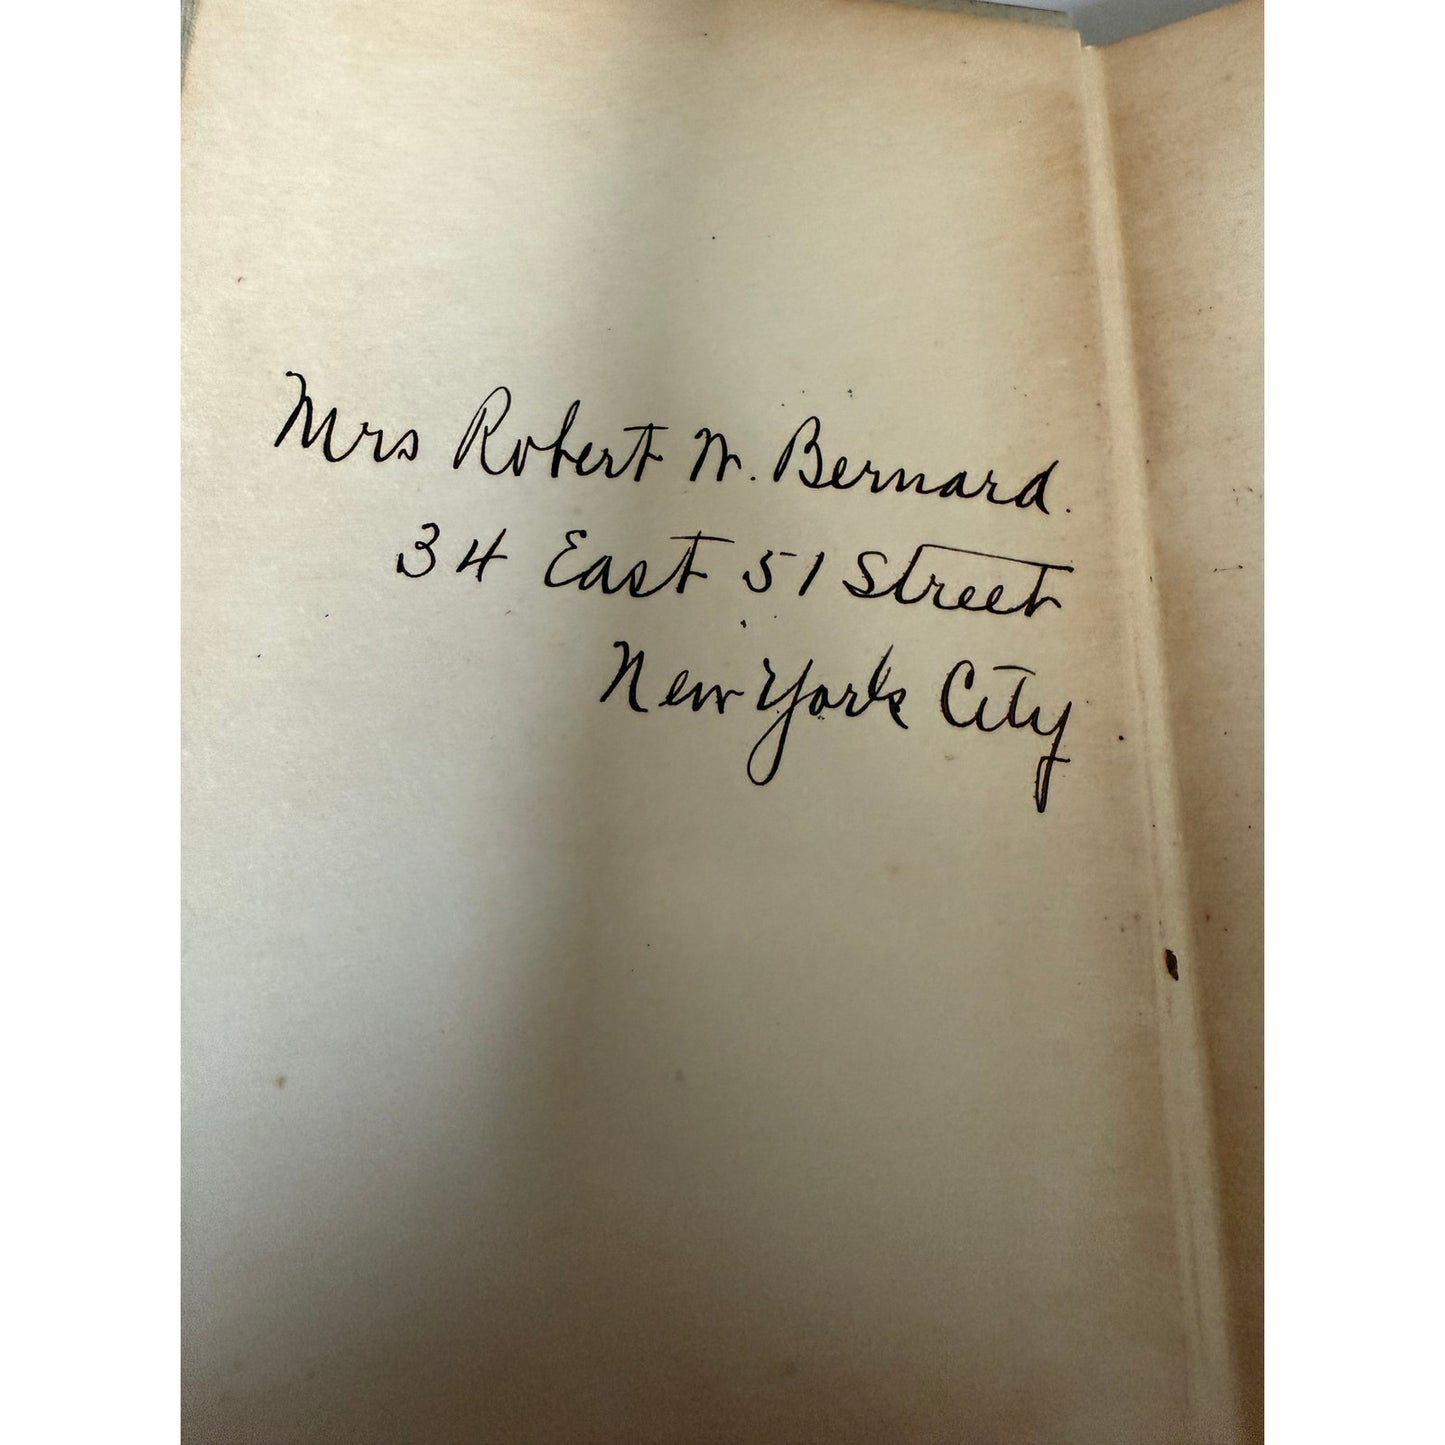 Mrs Robert W. Bernard.
34 East 51 Street
New York City